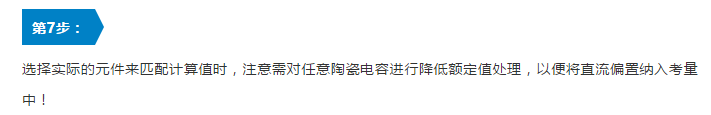 第7步：
选择实际的元件来匹配计算值时，注意需对任意陶瓷电容进行降低额定值处理，以便将直流偏置纳入考量
中！